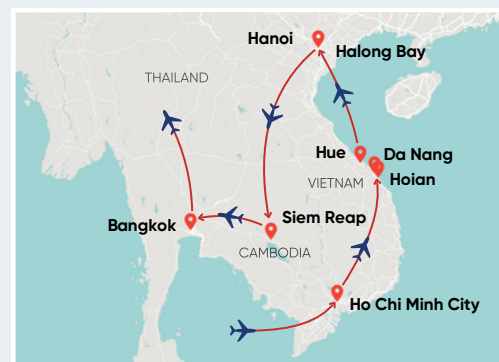 Hanoi
Halong Bay
THAILAND
Hue
Da Nang
VIETNAM
Hoian
Siem Reap
Bangkok
CAMBODIA
Ho Chi Minh City